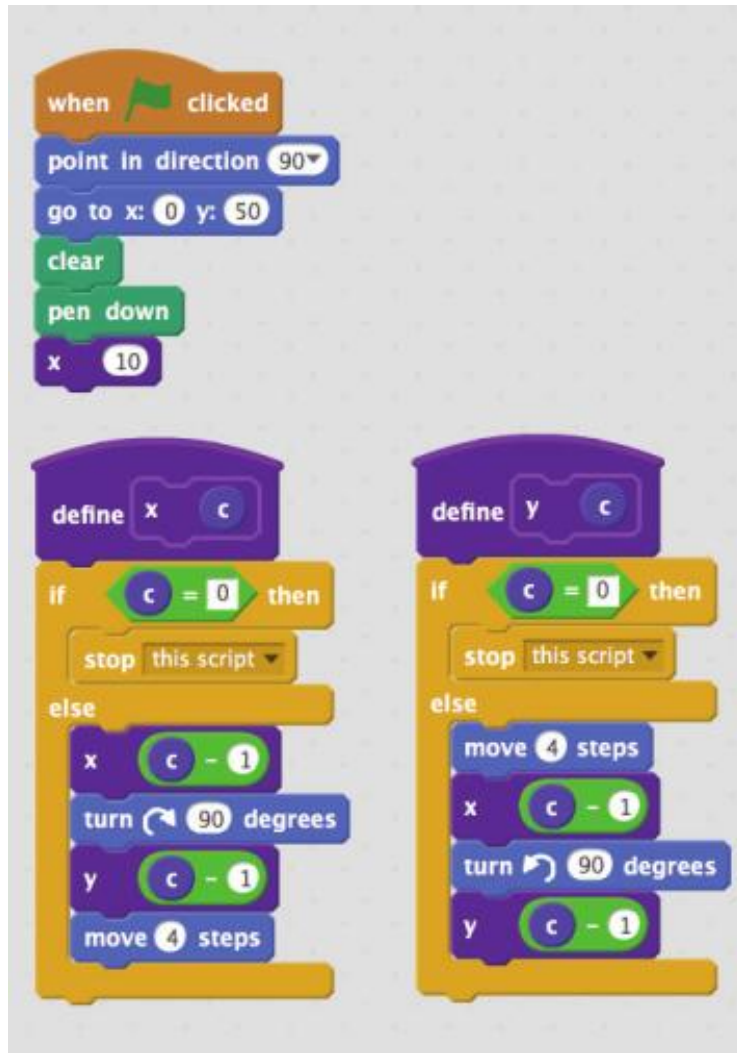 when clicked
point in direction 90
go to x: 0 y: 50
clear
pen down
x 10
define x c
if c = 0 then
stop this script
else
x c - 1
turn 90 degrees
y c - 1
move 4 steps
define y c
if c = 0 then
stop this script
else
move 4 steps
x c - 1
turn 90 degrees
y c - 1